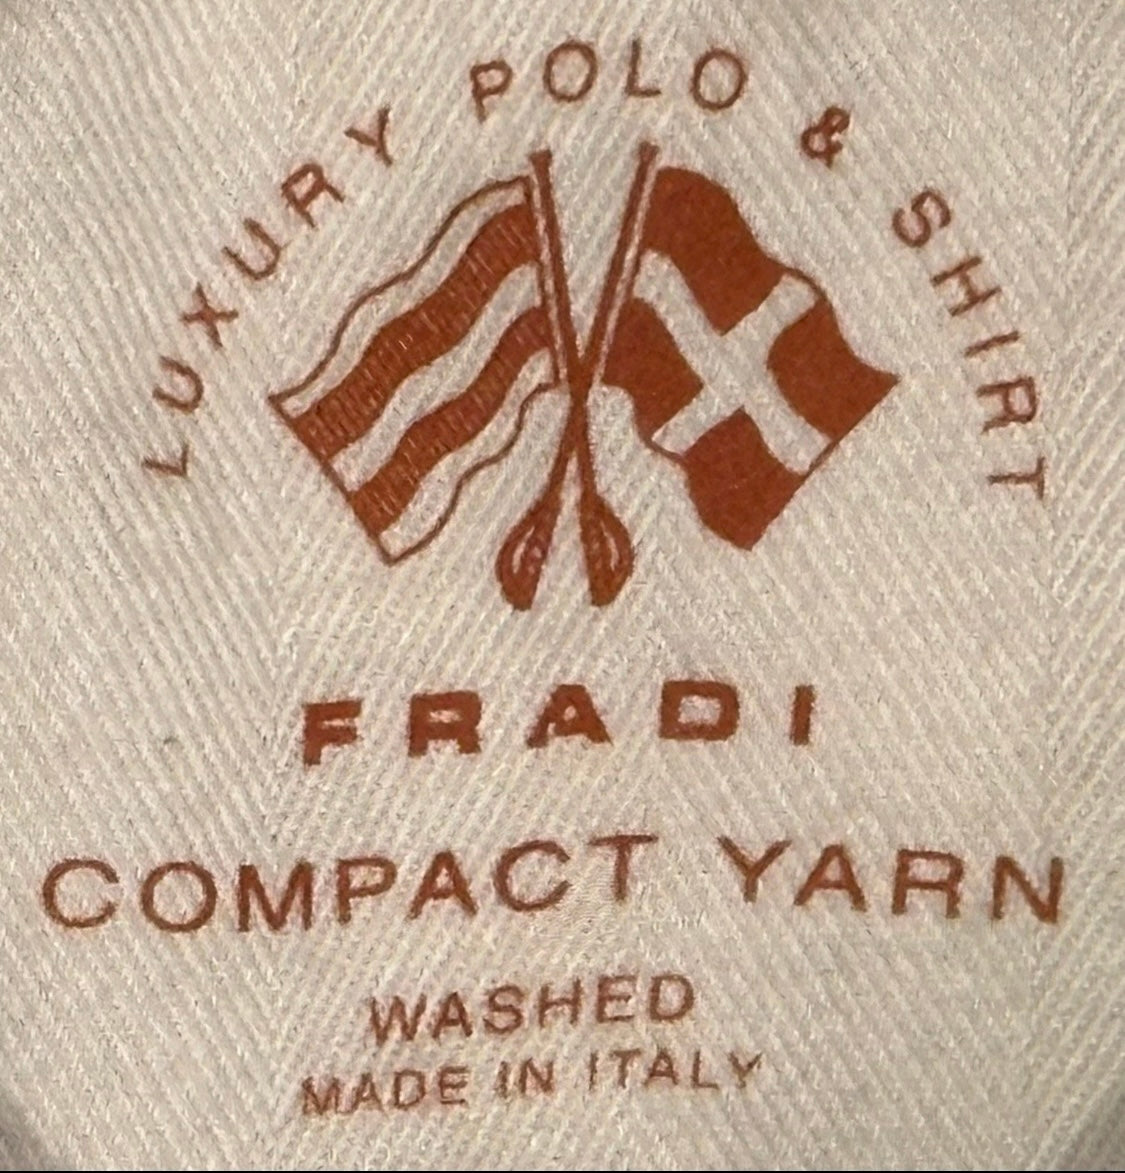 LUXURY POLO & SHIRT
FRADI
COMPACT YARN
WASHED
MADE IN ITALY